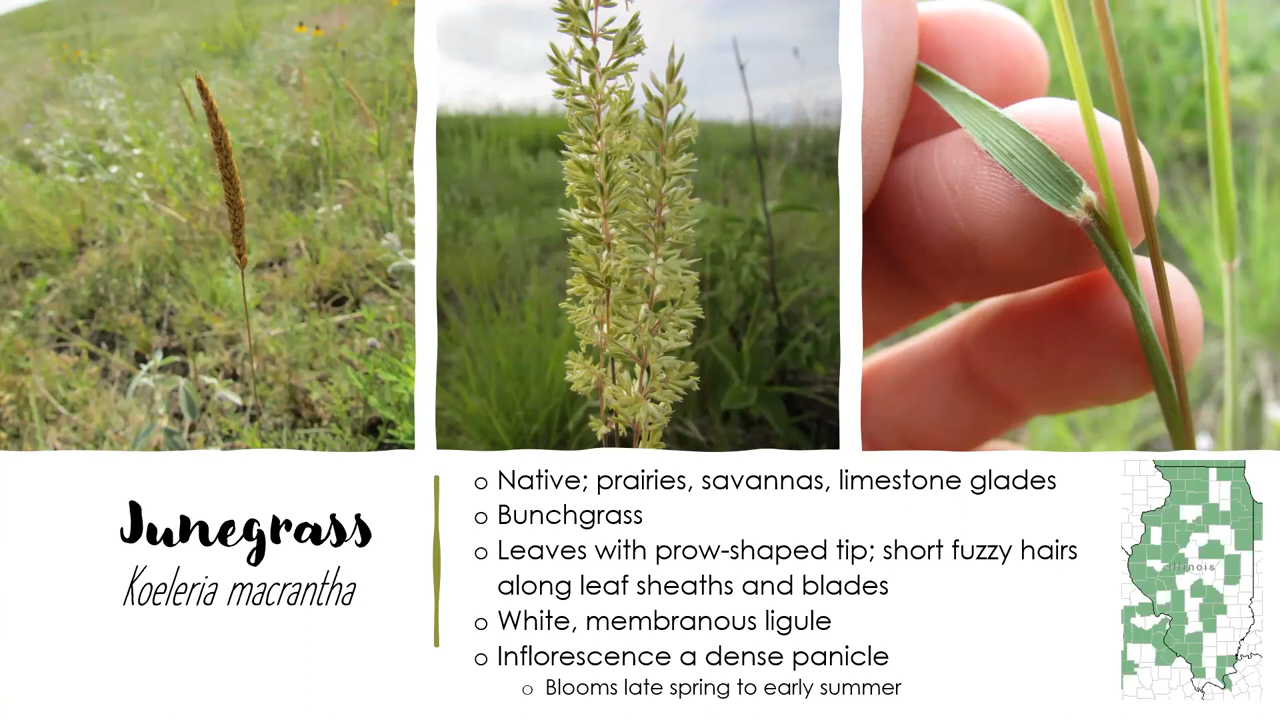 Junegrass
Koeleria macrantha
o Native; prairies, savannas, limestone glades
o Bunchgrass
o Leaves with prow-shaped tip; short fuzzy hairs
along leaf sheaths and blades
o White, membranous ligule
o Inflorescence a dense panicle
o Blooms late spring to early summer
Illinois